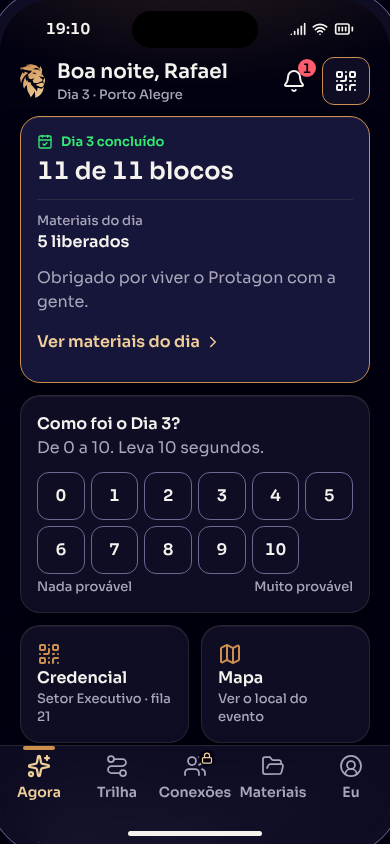 19:10
Boa noite, Rafael
Dia 3 · Porto Alegre
1
Dia 3 concluído
11 de 11 blocos
Materiais do dia
5 liberados
Obrigado por viver o Protagon com a
gente.
Ver materiais do dia
Como foi o Dia 3?
De 0 a 10. Leva 10 segundos.
0 1 2 3 4 5
6 7 8 9 10
Nada provável Muito provável
Credencial
Setor Executivo · fila
21
Mapa
Ver o local do
evento
Agora Trilha Conexões Materiais Eu